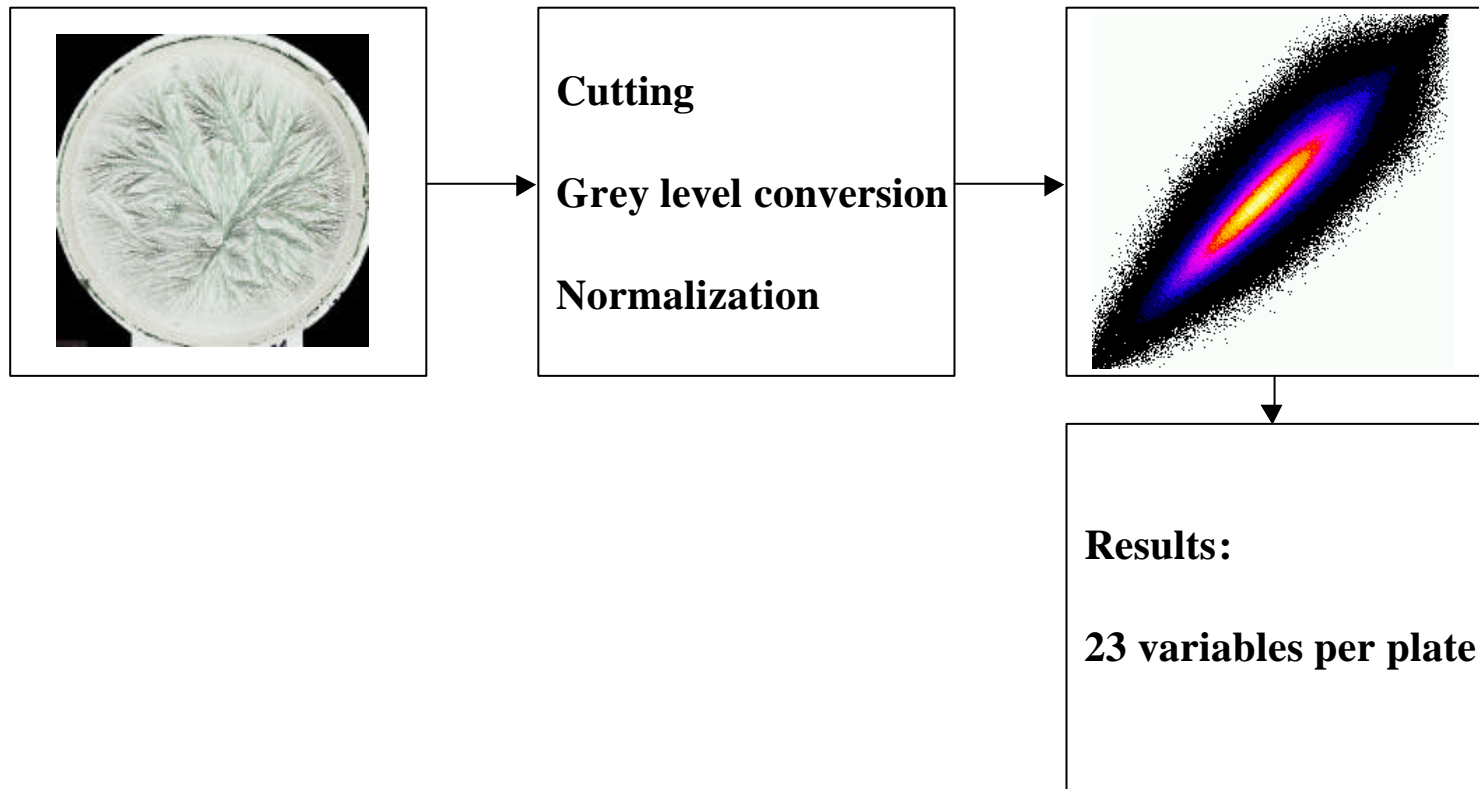 Cutting
Grey level conversion
Normalization
Results:
23 variables per plate